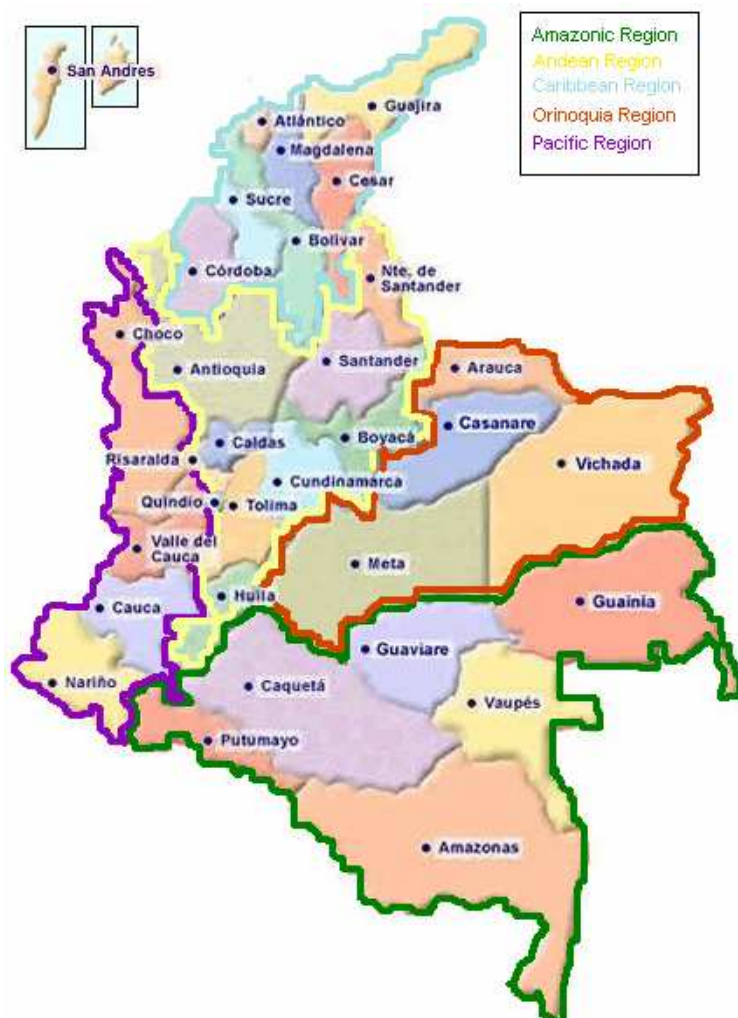 San Andres
Amazonic Region
Andean Region
Caribbean Region
Orinoquia Region
Pacific Region
Guajira
Atlántico
Magdalena
Cesar
Sucre
Bolivar
Córdoba
Nte. de
Santander
Choco
Antioquia
Santander
Arauca
Caldas
Boyacá
Casanare
Risaralda
Vichada
Cundinamarca
Quindio
Tolima
Valle del
Cauca
Meta
Cauca
Huila
Guainia
Guaviare
Nariño
Caquetá
Vaupés
Putumayo
Amazonas